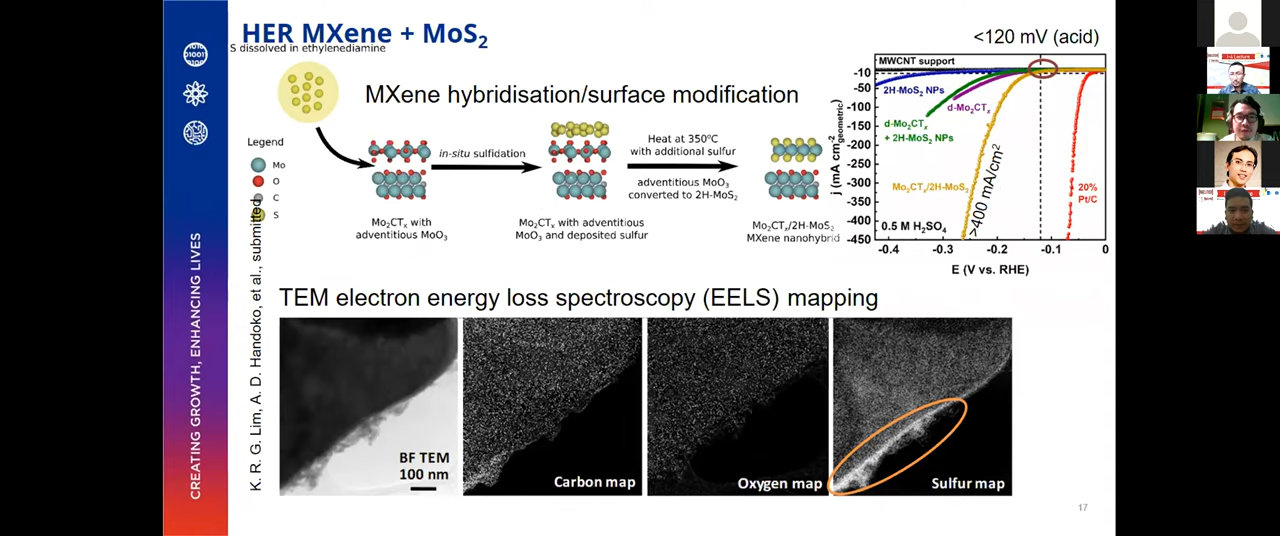 HER MXene + MoS₂
S dissolved in ethylenediamine
<120 mV (acid)
MXene hybridisation/surface modification
Legend
Mo
O
C
S
in-situ sulfidation
Heat at 350°C
with additional sulfur
adventitious MoO₃
converted to 2H-MoS₂
Mo₂CTₓ with
adventitious MoO₃
Mo₂CTₓ with adventitious
MoO₃ and deposited sulfur
Mo₂CTₓ/2H-MoS₂
MXene nanohybrid
MWCNT support
2H-MoS₂ NPs
d-Mo₂CTₓ
d-Mo₂CTₓ
+ 2H-MoS₂ NPs
Mo₂CTₓ/2H-MoS₂
>400 mA/cm²
20%
Pt/C
0.5 M H₂SO₄
j (mA cm⁻²geometric)
-10
-50
-100
-150
-200
-250
-300
-350
-400
-450
-0.4 -0.3 -0.2 -0.1 0
E (V vs. RHE)
TEM electron energy loss spectroscopy (EELS) mapping
BF TEM
100 nm
Carbon map
Oxygen map
Sulfur map
K. R. G. Lim, A. D. Handoko, et al., submitted
CREATING GROWTH, ENHANCING LIVES
17